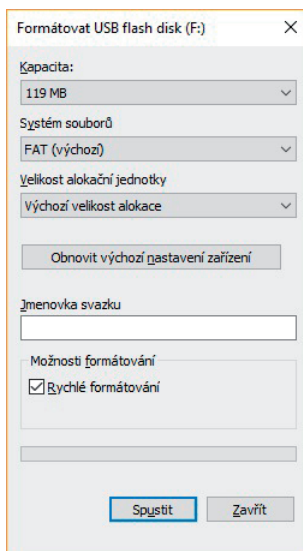 Formátovat USB flash disk (F:)
Kapacita:
119 MB
Systém souborů
FAT (výchozí)
Velikost alokační jednotky
Výchozí velikost alokace
Obnovit výchozí nastavení zařízení
Jmenovka svazku
Možnosti formátování
Rychlé formátování
Spustit
Zavřít